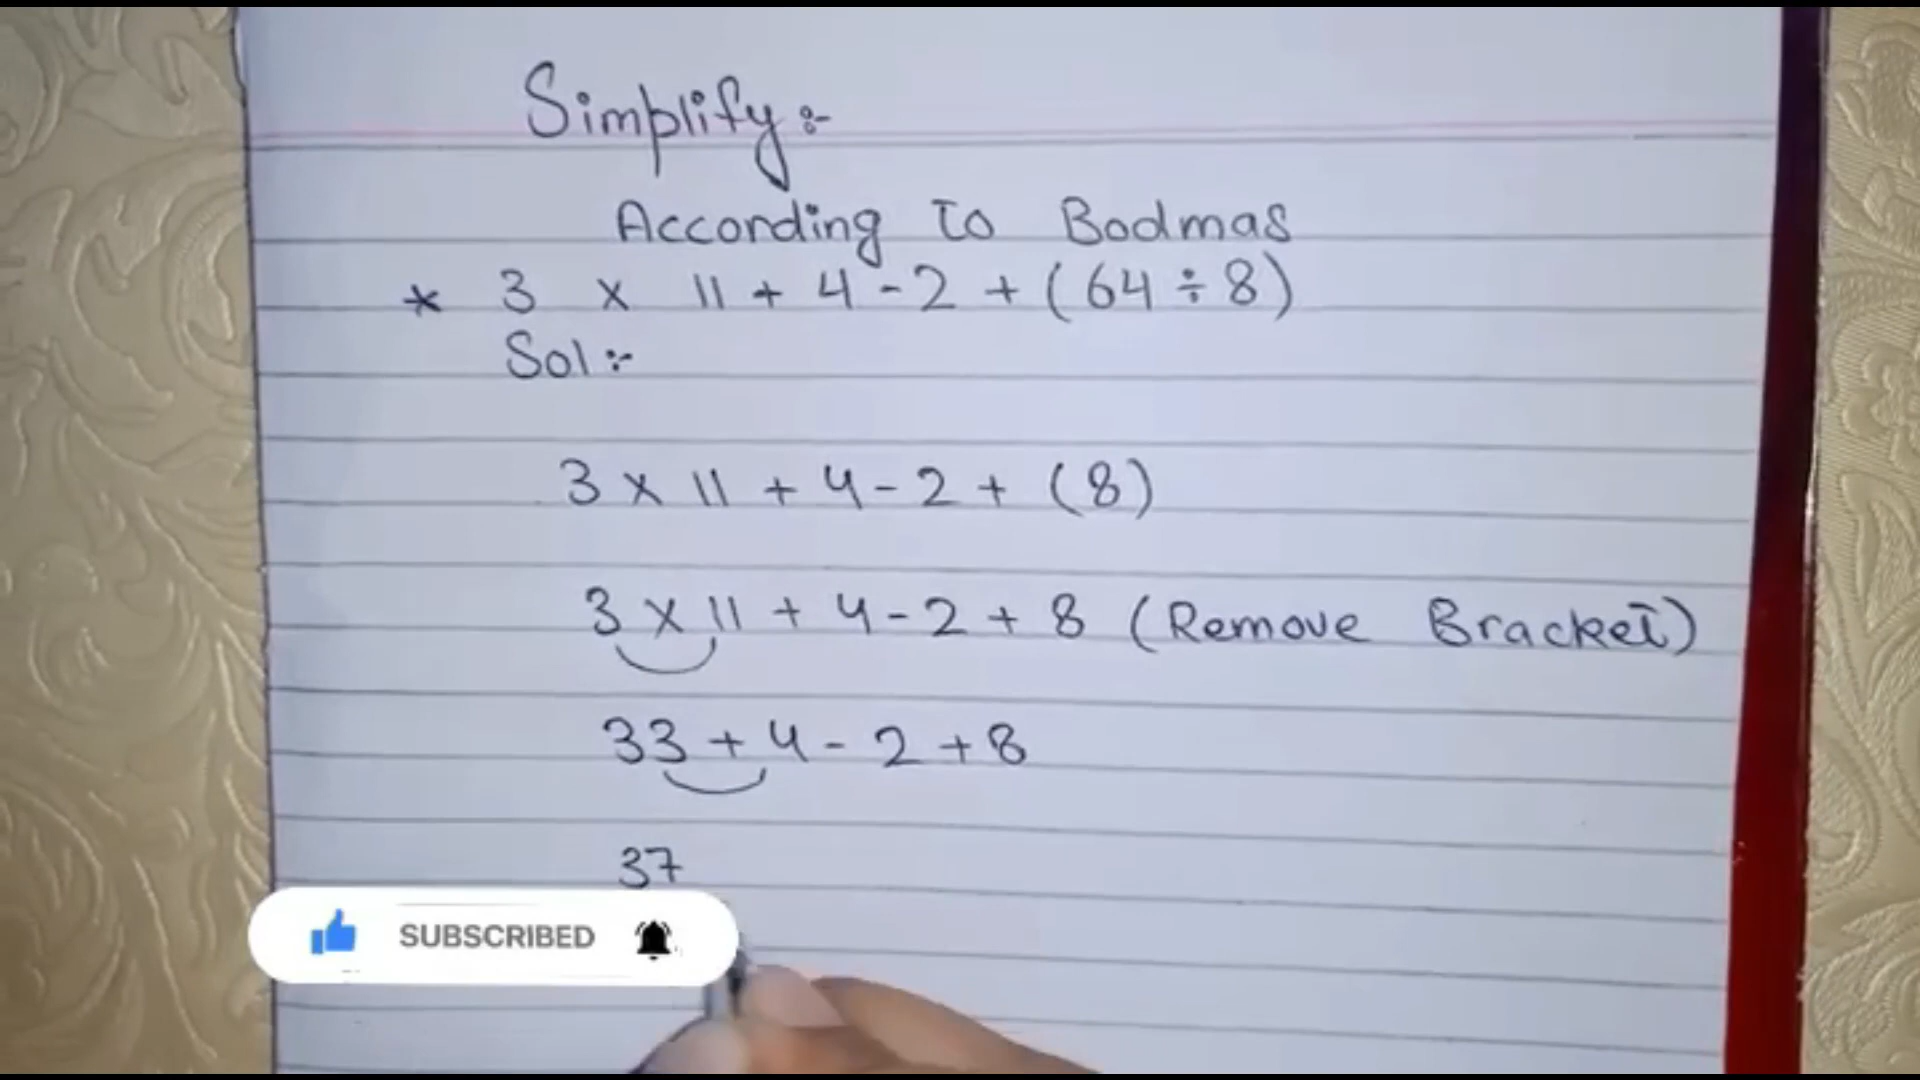 Simplify:-
According to Bodmas
* 3 × 11 + 4 - 2 + (64 ÷ 8)
Sol:-
3 × 11 + 4 - 2 + (8)
3 × 11 + 4 - 2 + 8 (Remove Bracket)
33 + 4 - 2 + 8
37
SUBSCRIBED